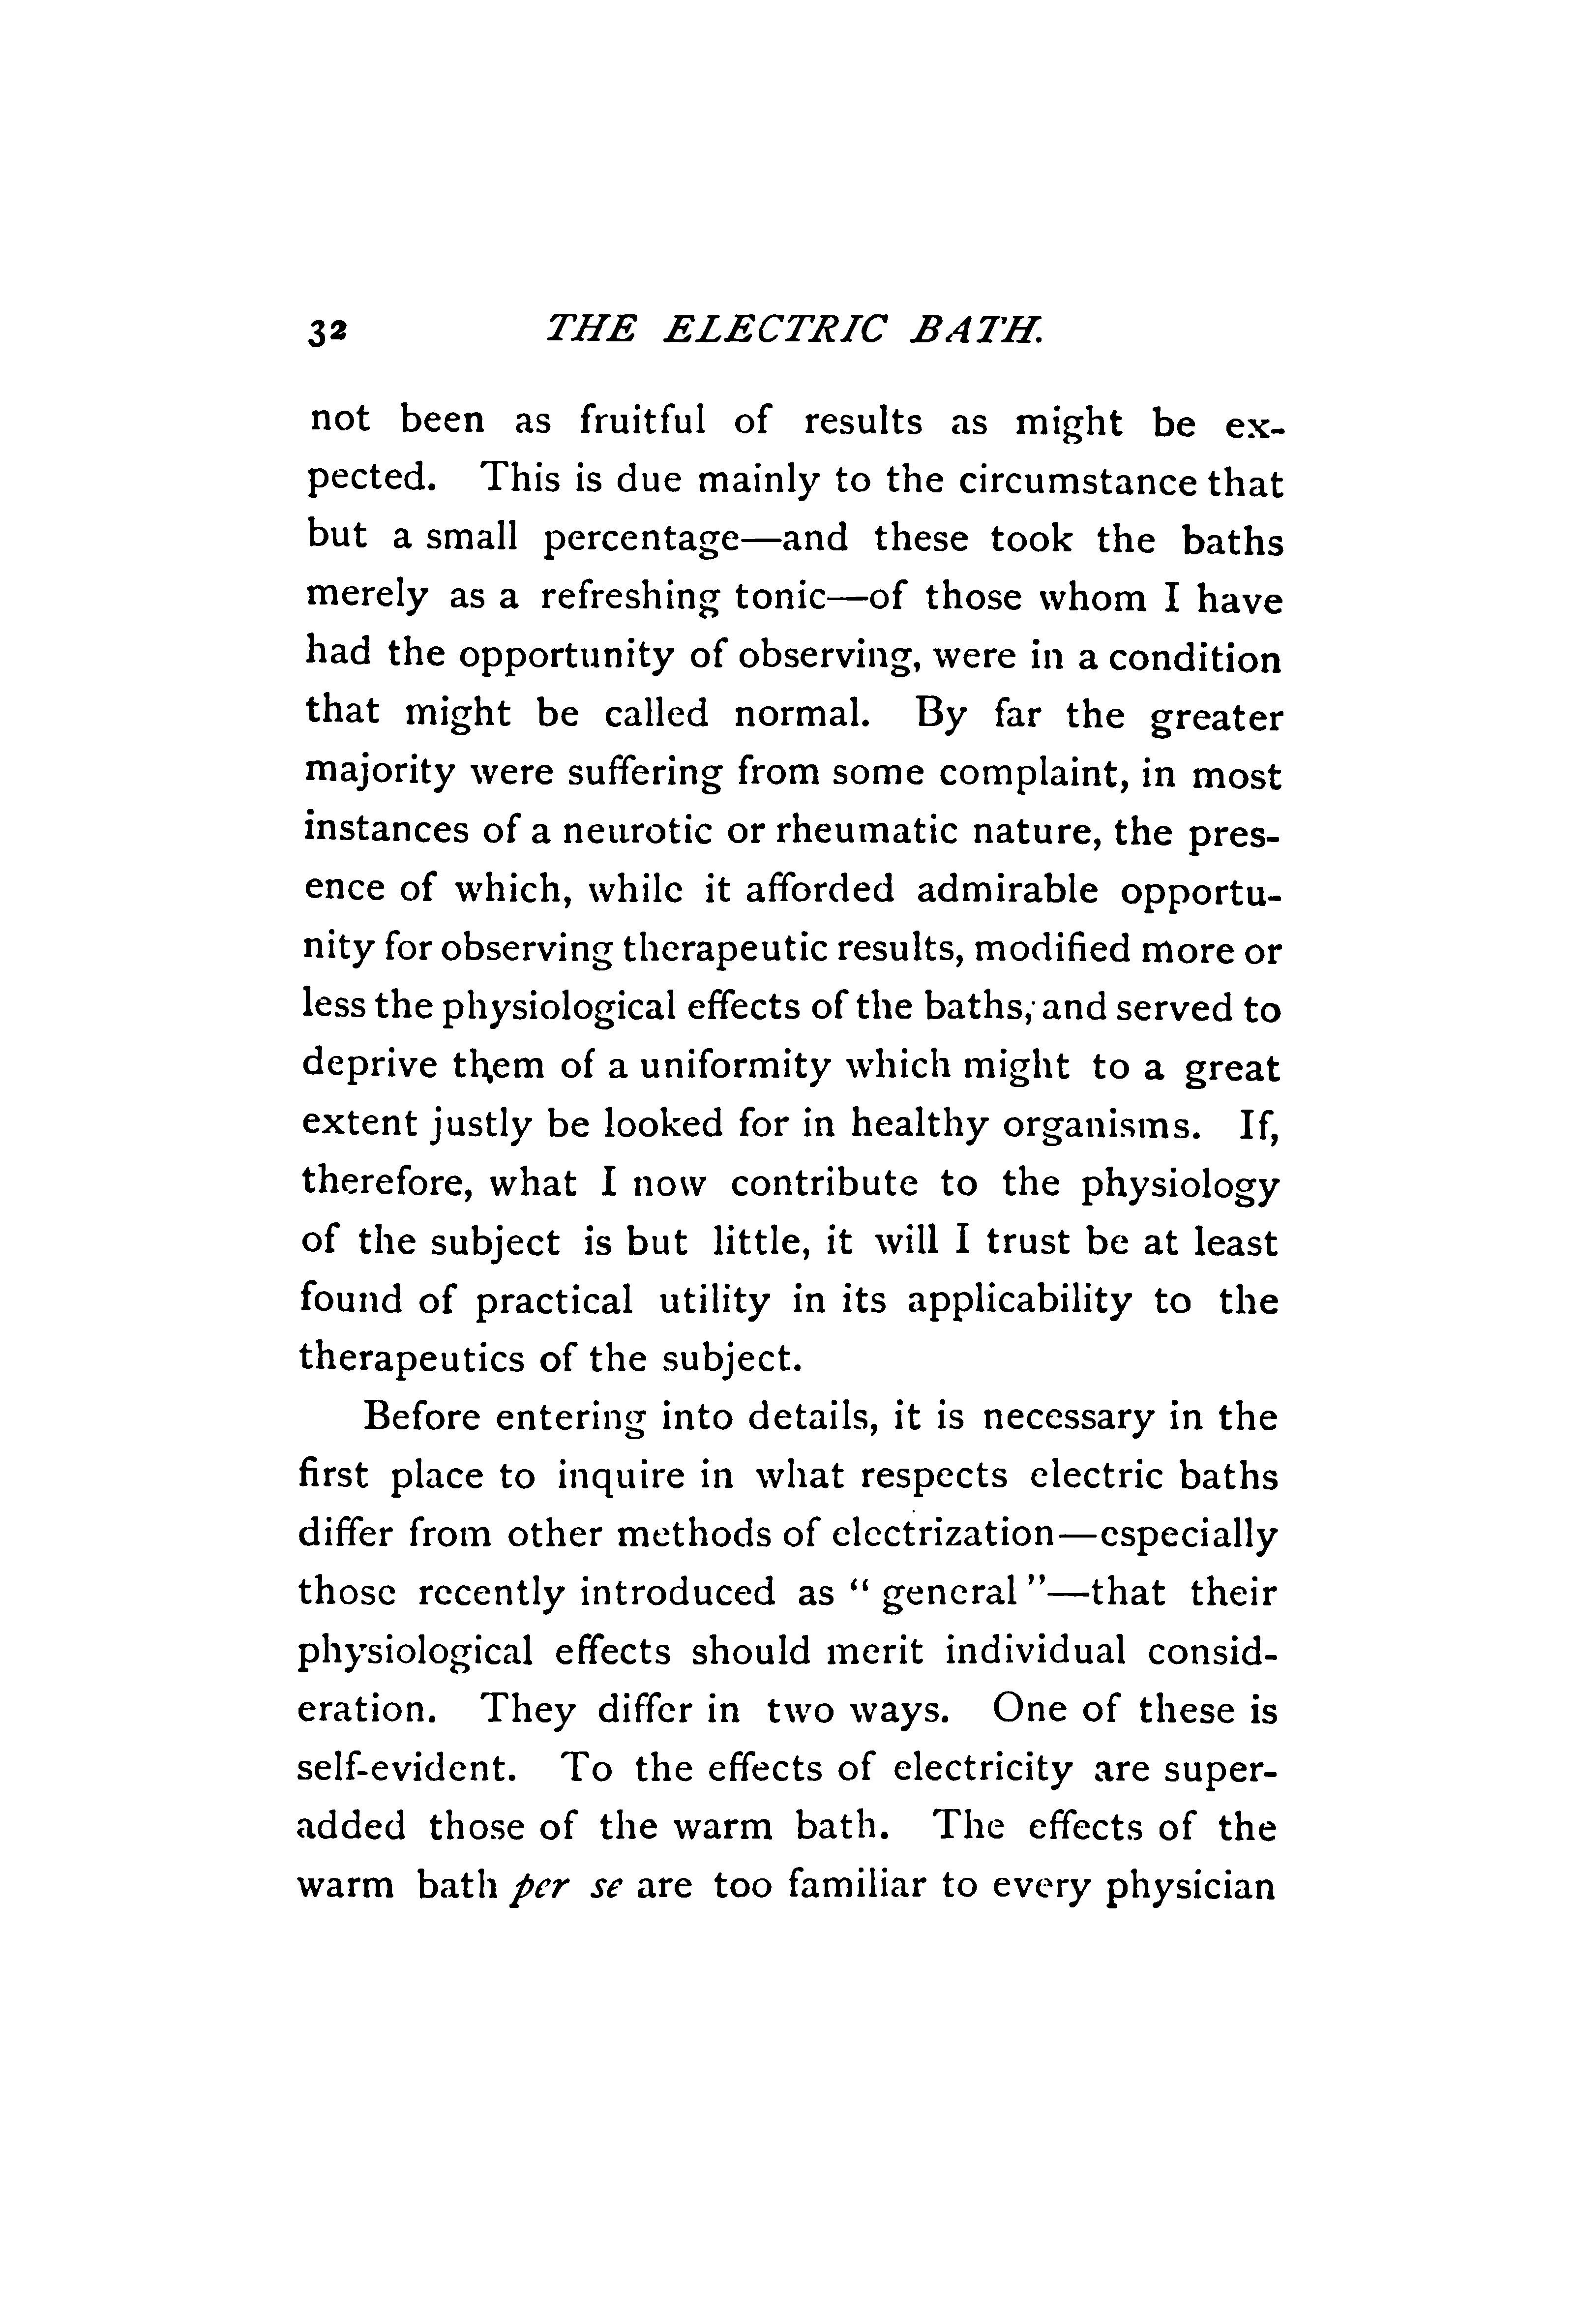 32 THE ELECTRIC BATH.
not been as fruitful of results as might be ex-
pected. This is due mainly to the circumstance that
but a small percentage—and these took the baths
merely as a refreshing tonic—of those whom I have
had the opportunity of observing, were in a condition
that might be called normal. By far the greater
majority were suffering from some complaint, in most
instances of a neurotic or rheumatic nature, the pres-
ence of which, while it afforded admirable opportu-
nity for observing therapeutic results, modified more or
less the physiological effects of the baths, and served to
deprive them of a uniformity which might to a great
extent justly be looked for in healthy organisms. If,
therefore, what I now contribute to the physiology
of the subject is but little, it will I trust be at least
found of practical utility in its applicability to the
therapeutics of the subject.
Before entering into details, it is necessary in the
first place to inquire in what respects electric baths
differ from other methods of electrization—especially
those recently introduced as “ general ”—that their
physiological effects should merit individual consid-
eration. They differ in two ways. One of these is
self-evident. To the effects of electricity are super-
added those of the warm bath. The effects of the
warm bath per se are too familiar to every physician